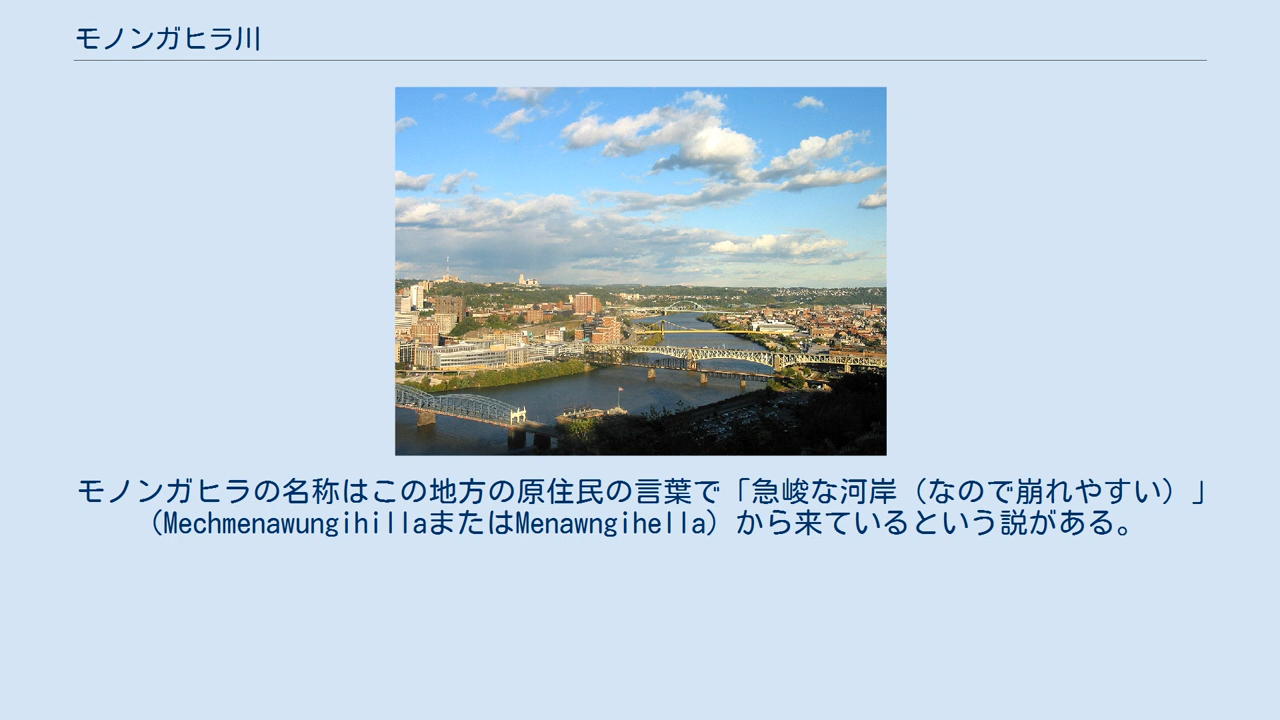 モノンガヒラ川
モノンガヒラの名称はこの地方の原住民の言葉で「急峻な河岸（なので崩れやすい）」
（MechmenawungihillaまたはMenawngihella）から来ているという説がある。